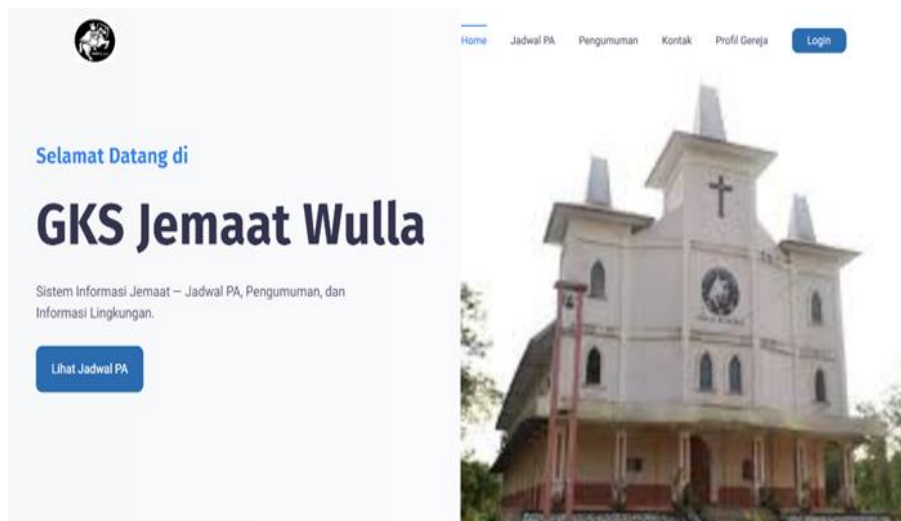 Home Jadwal PA Pengumuman Kontak Profil Gereja Login
Selamat Datang di
GKS Jemaat Wulla
Sistem Informasi Jemaat — Jadwal PA, Pengumuman, dan
Informasi Lingkungan.
Lihat Jadwal PA